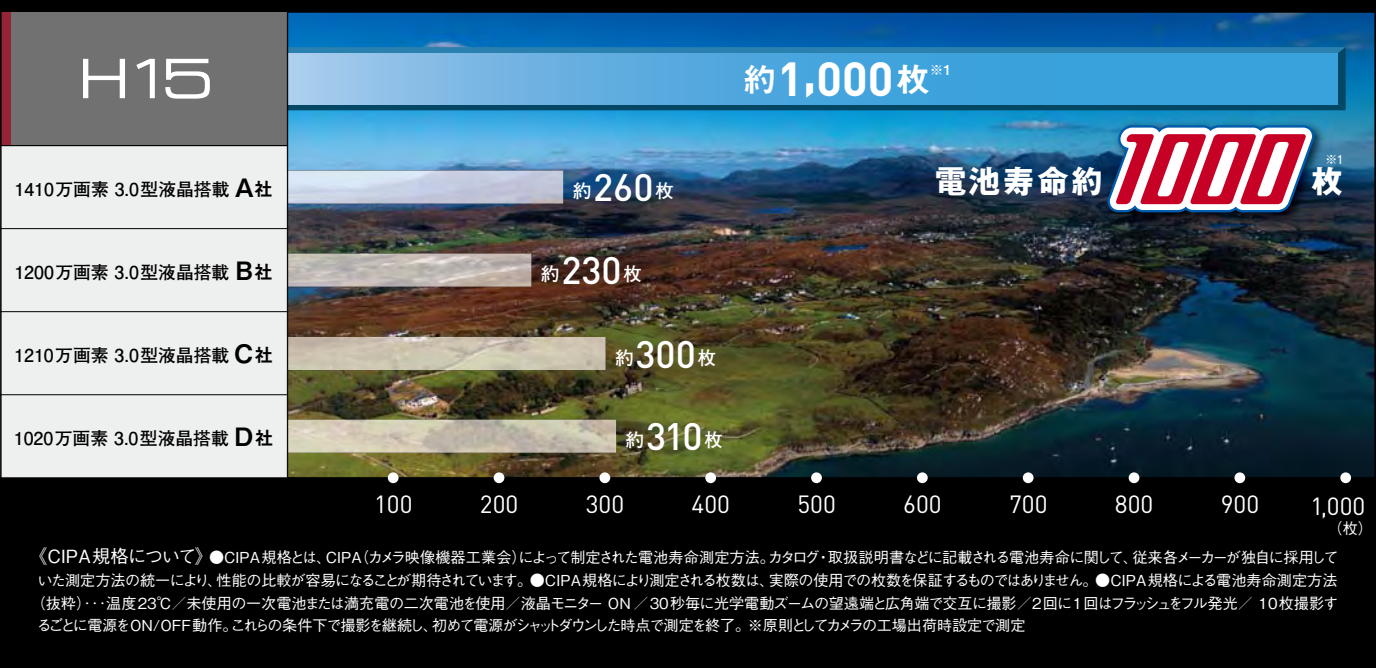 H15
約1,000枚※1
電池寿命約1000枚※1
1410万画素 3.0型液晶搭載 A社
約260枚
1200万画素 3.0型液晶搭載 B社
約230枚
1210万画素 3.0型液晶搭載 C社
約300枚
1020万画素 3.0型液晶搭載 D社
約310枚
100 200 300 400 500 600 700 800 900 1,000
(枚)
《CIPA規格について》●CIPA規格とは、CIPA(カメラ映像機器工業会)によって制定された電池寿命測定方法。カタログ・取扱説明書などに記載される電池寿命に関して、従来各メーカーが独自に採用して
いた測定方法の統一により、性能の比較が容易になることが期待されています。●CIPA規格により測定される枚数は、実際の使用での枚数を保証するものではありません。●CIPA規格による電池寿命測定方法
(抜粋)・・・温度23℃/未使用の一次電池または満充電の二次電池を使用/液晶モニター ON/30秒毎に光学電動ズームの望遠端と広角端で交互に撮影/2回に1回はフラッシュをフル発光/ 10枚撮影す
るごとに電源をON/OFF動作。これらの条件下で撮影を継続し、初めて電源がシャットダウンした時点で測定を終了。※原則としてカメラの工場出荷時設定で測定